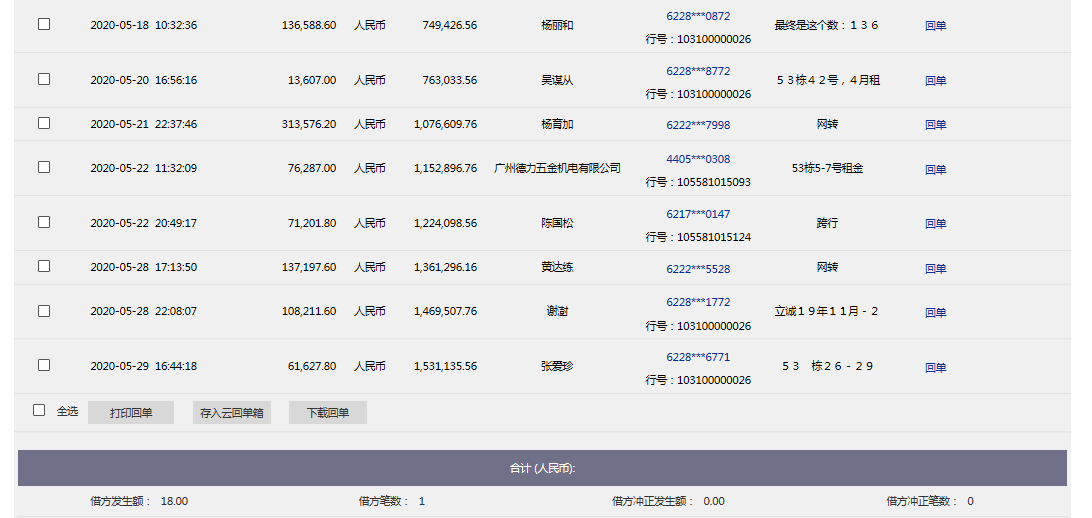 6228***0872
2020-05-18 10:32:36 136,588.60 人民币 749,426.56 杨丽和 最终是这个数：１３６ 回单
行号：103100000026
6228***8772
2020-05-20 16:56:16 13,607.00 人民币 763,033.56 吴谋从 ５３栋４２号，４月租 回单
行号：103100000026
2020-05-21 22:37:46 313,576.20 人民币 1,076,609.76 杨育加 6222***7998 网转 回单
4405***0308
2020-05-22 11:32:09 76,287.00 人民币 1,152,896.76 广州德力五金机电有限公司 53栋5-7号租金 回单
行号：105581015093
6217***0147
2020-05-22 20:49:17 71,201.80 人民币 1,224,098.56 陈国松 跨行 回单
行号：105581015124
2020-05-28 17:13:50 137,197.60 人民币 1,361,296.16 黄达练 6222***5528 网转 回单
6228***1772
2020-05-28 22:08:07 108,211.60 人民币 1,469,507.76 谢澍 立诚１９年１１月－２ 回单
行号：103100000026
6228***6771
2020-05-29 16:44:18 61,627.80 人民币 1,531,135.56 张爱珍 ５３　栋２６－２９ 回单
行号：103100000026
全选 打印回单 存入云回单箱 下载回单
合计 (人民币):
借方发生额： 18.00 借方笔数： 1 借方冲正发生额： 0.00 借方冲正笔数： 0